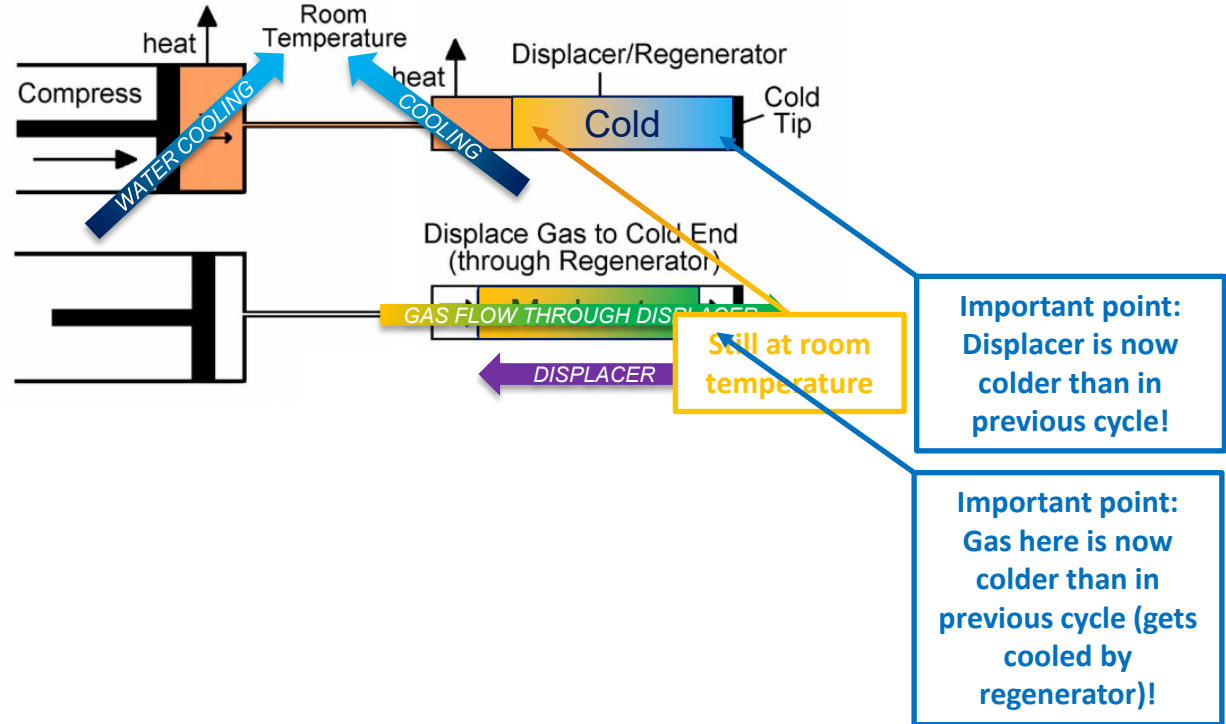 Room
Temperature
heat
heat
Displacer/Regenerator
Compress
WATER COOLING
COOLING
Cold
Cold
Tip
Displace Gas to Cold End
(through Regenerator)
GAS FLOW THROUGH DISPLACER
DISPLACER
Still at room
temperature
Important point:
Displacer is now
colder than in
previous cycle!
Important point:
Gas here is now
colder than in
previous cycle (gets
cooled by
regenerator)!